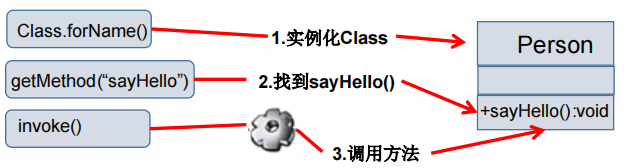 Class.forName()
1.实例化Class
Person
getMethod(“sayHello”)
2.找到sayHello()
+sayHello():void
invoke()
3.调用方法